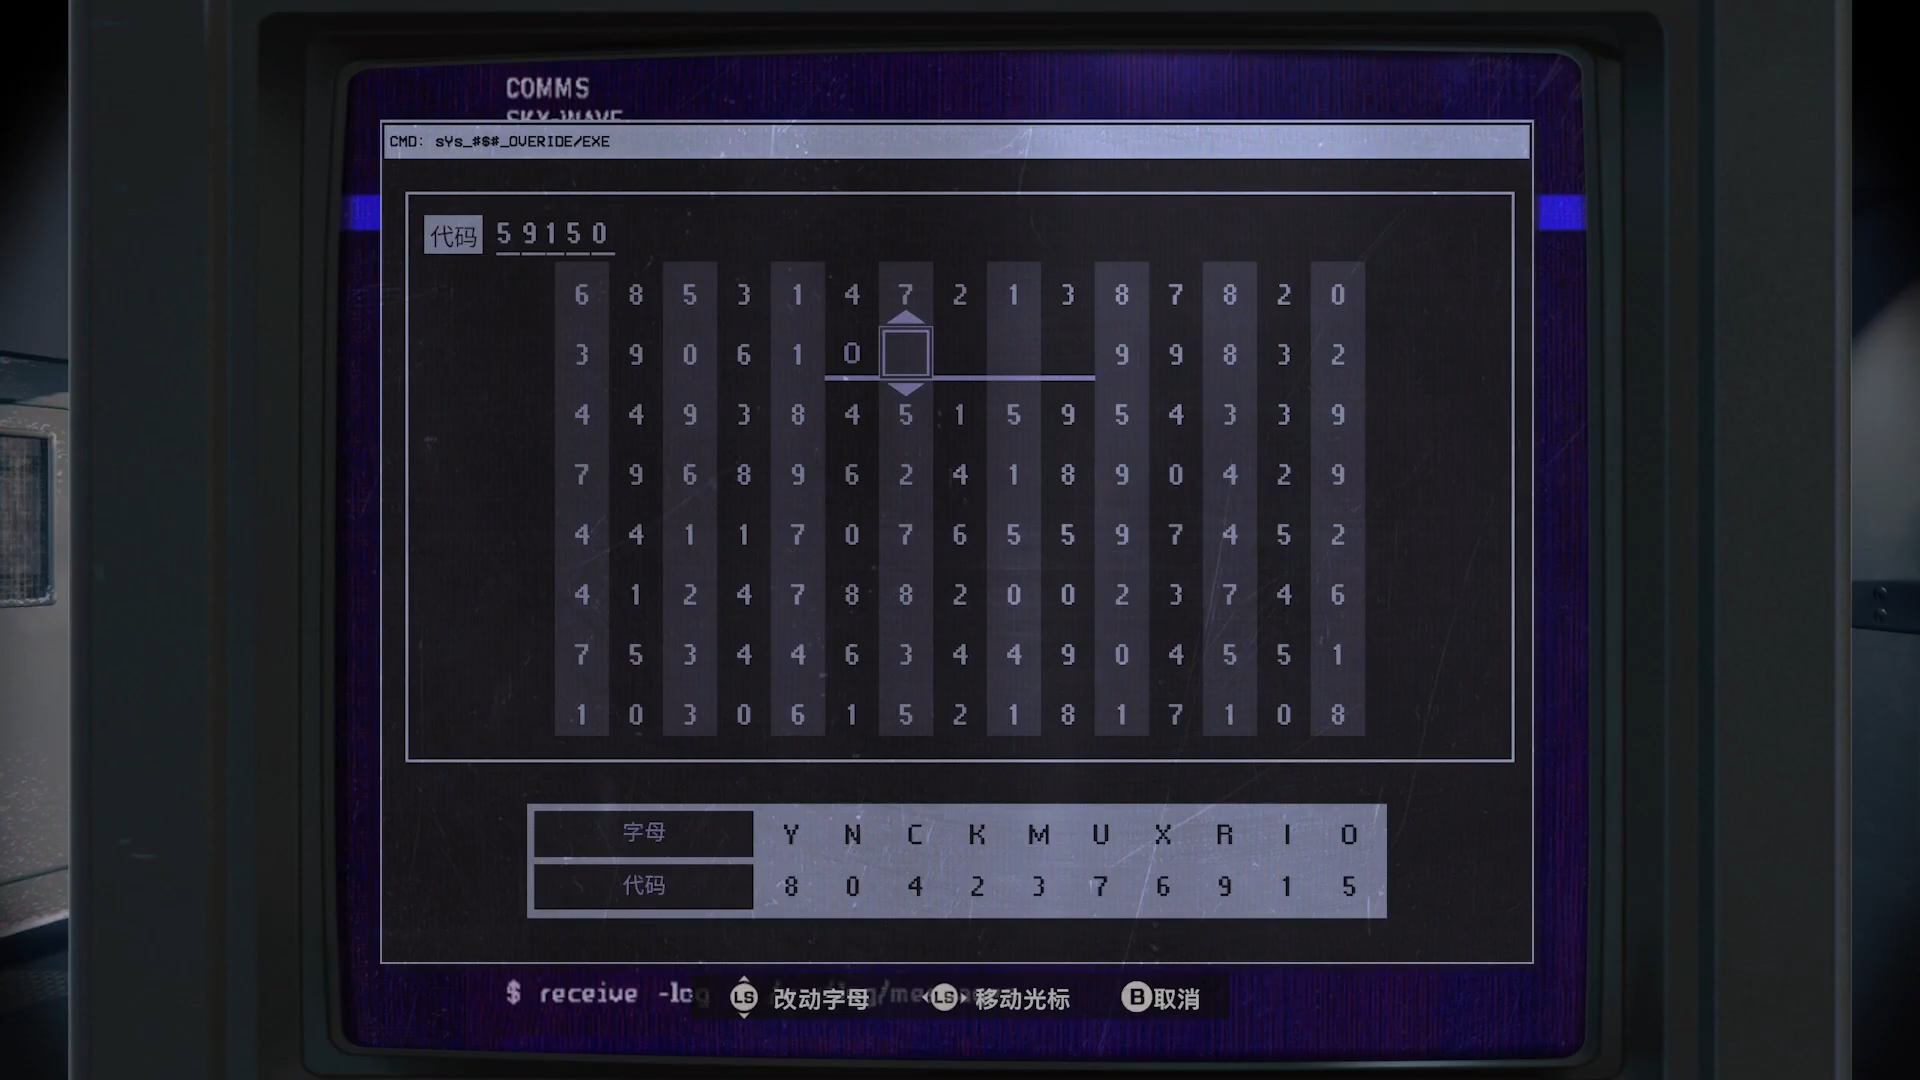 COMMS
SKY-WAVE
CMD: sYs_#$#_OVERIDE/EXE
代码 59150
6 8 5 3 1 4 7 2 1 3 8 7 8 2 0
3 9 0 6 1 O 9 9 8 3 2
4 4 9 3 8 4 5 1 5 9 5 4 3 3 9
7 9 6 8 9 6 2 4 1 8 9 0 4 2 9
4 4 1 1 7 0 7 6 5 5 9 7 4 5 2
4 1 2 4 7 8 8 2 0 0 2 3 7 4 6
7 5 3 4 4 6 3 4 4 9 0 4 5 5 1
1 0 3 0 6 1 5 2 1 8 1 7 1 0 8
字母 Y N C K M U X R I O
代码 8 0 4 2 3 7 6 9 1 5
$ receive -log
LS 改动字母 LS 移动光标 B 取消